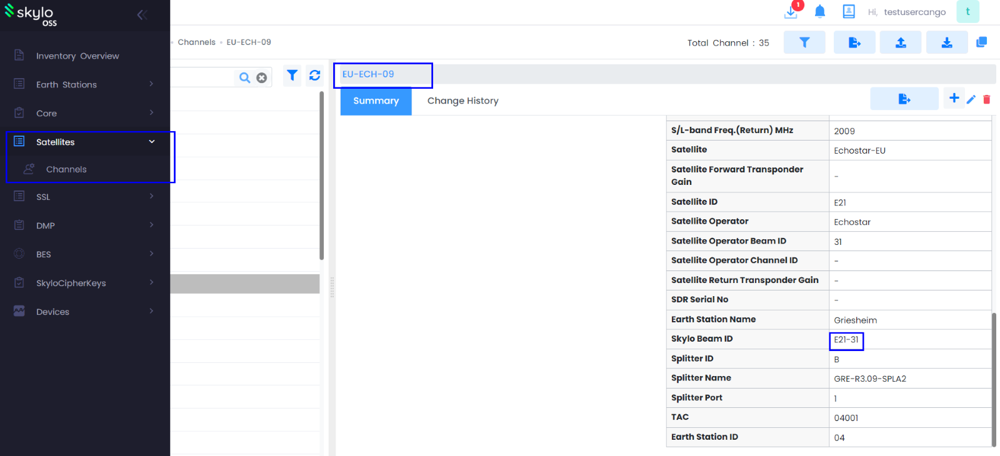 skylo
OSS
1
Hi, testusercango
t
Channels • EU-ECH-09
Total Channel : 35
Inventory Overview
Earth Stations
Core
Satellites
Channels
SSL
DMP
BES
SkyloCipherKeys
Devices
EU-ECH-09
Summary
Change History
S/L-band Freq.(Return) MHz 2009
Satellite Echostar-EU
Satellite Forward Transponder
Gain -
Satellite ID E21
Satellite Operator Echostar
Satellite Operator Beam ID 31
Satellite Operator Channel ID -
Satellite Return Transponder Gain -
SDR Serial No -
Earth Station Name Griesheim
Skylo Beam ID E21-31
Splitter ID B
Splitter Name GRE-R3.09-SPLA2
Splitter Port 1
TAC 04001
Earth Station ID 04